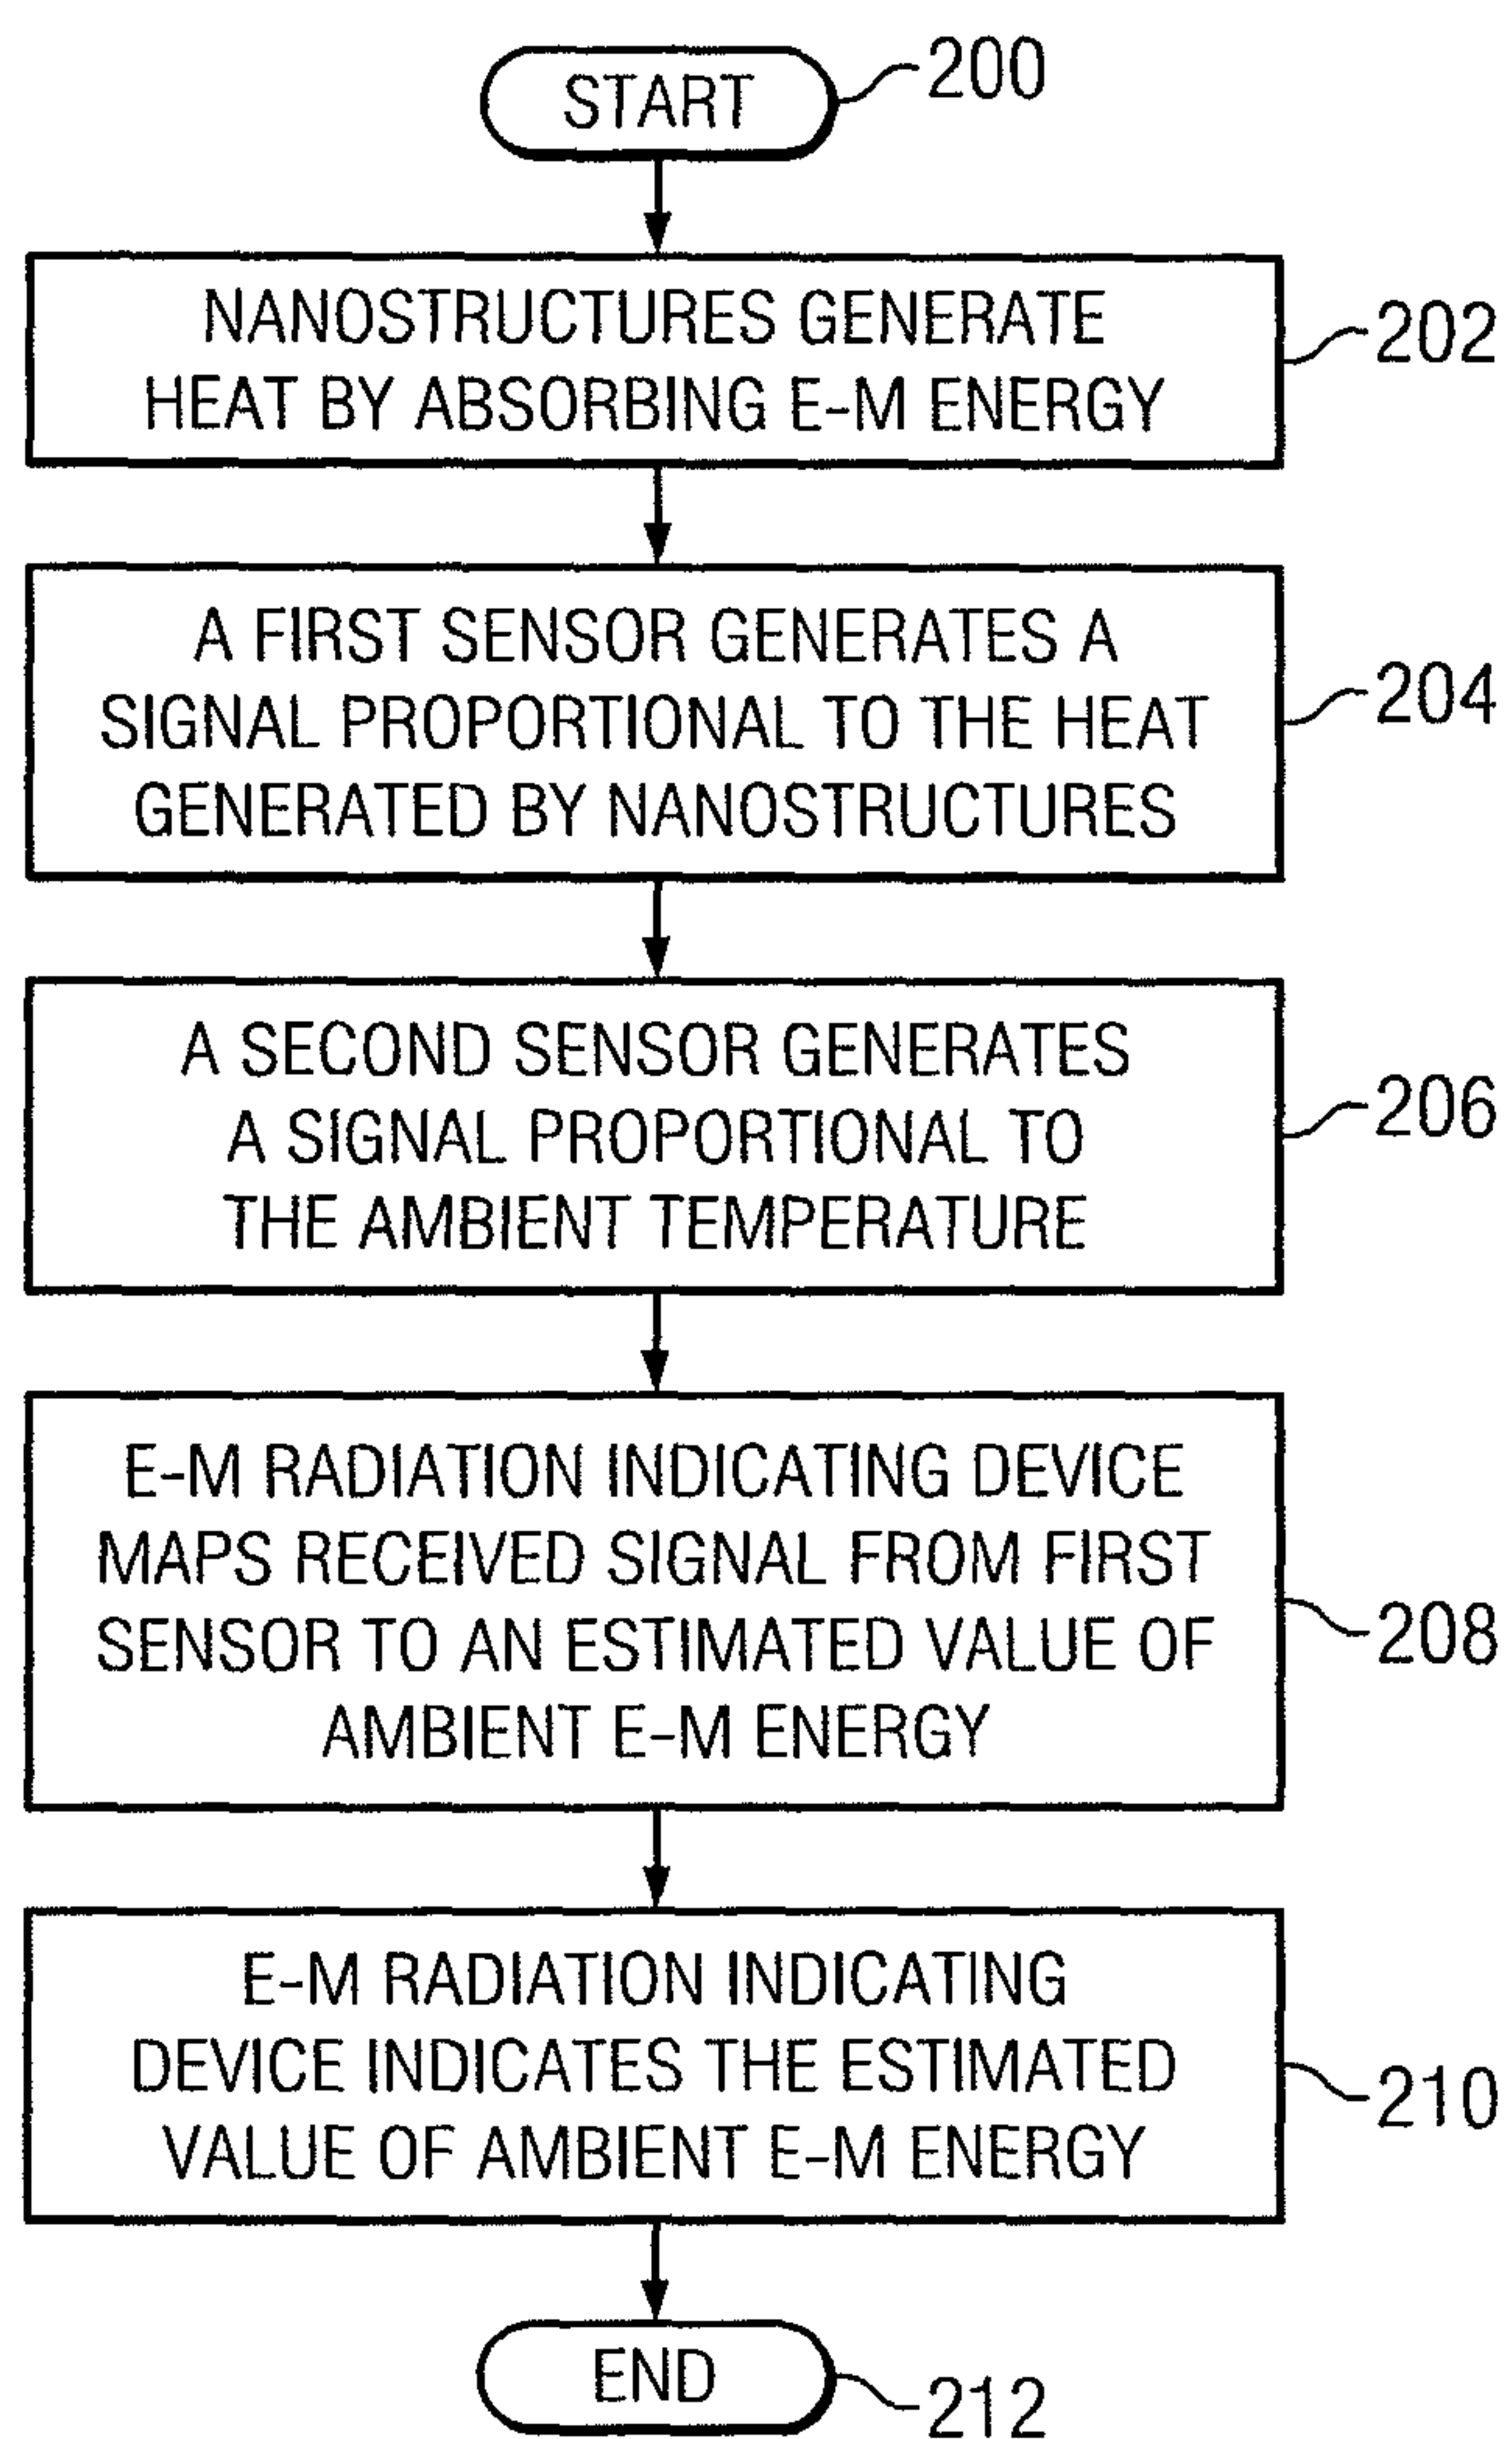 START
200
NANOSTRUCTURES GENERATE
HEAT BY ABSORBING E-M ENERGY
202
A FIRST SENSOR GENERATES A
SIGNAL PROPORTIONAL TO THE HEAT
GENERATED BY NANOSTRUCTURES
204
A SECOND SENSOR GENERATES
A SIGNAL PROPORTIONAL TO
THE AMBIENT TEMPERATURE
206
E-M RADIATION INDICATING DEVICE
MAPS RECEIVED SIGNAL FROM FIRST
SENSOR TO AN ESTIMATED VALUE OF
AMBIENT E-M ENERGY
208
E-M RADIATION INDICATING
DEVICE INDICATES THE ESTIMATED
VALUE OF AMBIENT E-M ENERGY
210
END
212